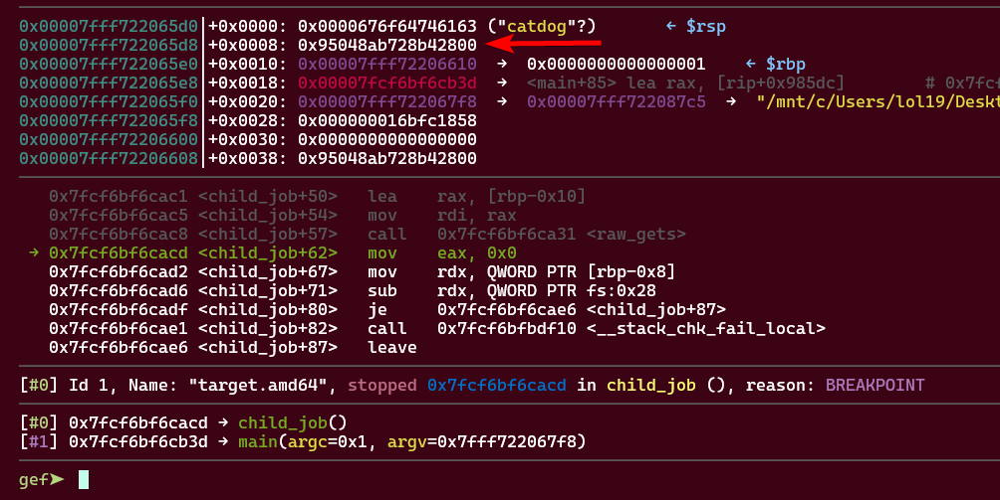 0x00007fff722065d0│+0x0000: 0x0000676f64746163 ("catdog"?) ← $rsp
0x00007fff722065d8│+0x0008: 0x95048ab728b42800
0x00007fff722065e0│+0x0010: 0x00007fff72206610 → 0x0000000000000001 ← $rbp
0x00007fff722065e8│+0x0018: 0x00007fcf6bf6cb3d → <main+85> lea rax, [rip+0x985dc] # 0x7fcf
0x00007fff722065f0│+0x0020: 0x00007fff722067f8 → 0x00007fff722087c5 → "/mnt/c/Users/lol19/Deskt
0x00007fff722065f8│+0x0028: 0x000000016bfc1858
0x00007fff72206600│+0x0030: 0x0000000000000000
0x00007fff72206608│+0x0038: 0x95048ab728b42800
0x7fcf6bf6cac1 <child_job+50> lea rax, [rbp-0x10]
0x7fcf6bf6cac5 <child_job+54> mov rdi, rax
0x7fcf6bf6cac8 <child_job+57> call 0x7fcf6bf6ca31 <raw_gets>
→ 0x7fcf6bf6cacd <child_job+62> mov eax, 0x0
0x7fcf6bf6cad2 <child_job+67> mov rdx, QWORD PTR [rbp-0x8]
0x7fcf6bf6cad6 <child_job+71> sub rdx, QWORD PTR fs:0x28
0x7fcf6bf6cadf <child_job+80> je 0x7fcf6bf6cae6 <child_job+87>
0x7fcf6bf6cae1 <child_job+82> call 0x7fcf6bfbdf10 <__stack_chk_fail_local>
0x7fcf6bf6cae6 <child_job+87> leave
[#0] Id 1, Name: "target.amd64", stopped 0x7fcf6bf6cacd in child_job (), reason: BREAKPOINT
[#0] 0x7fcf6bf6cacd → child_job()
[#1] 0x7fcf6bf6cb3d → main(argc=0x1, argv=0x7fff722067f8)
gef➤